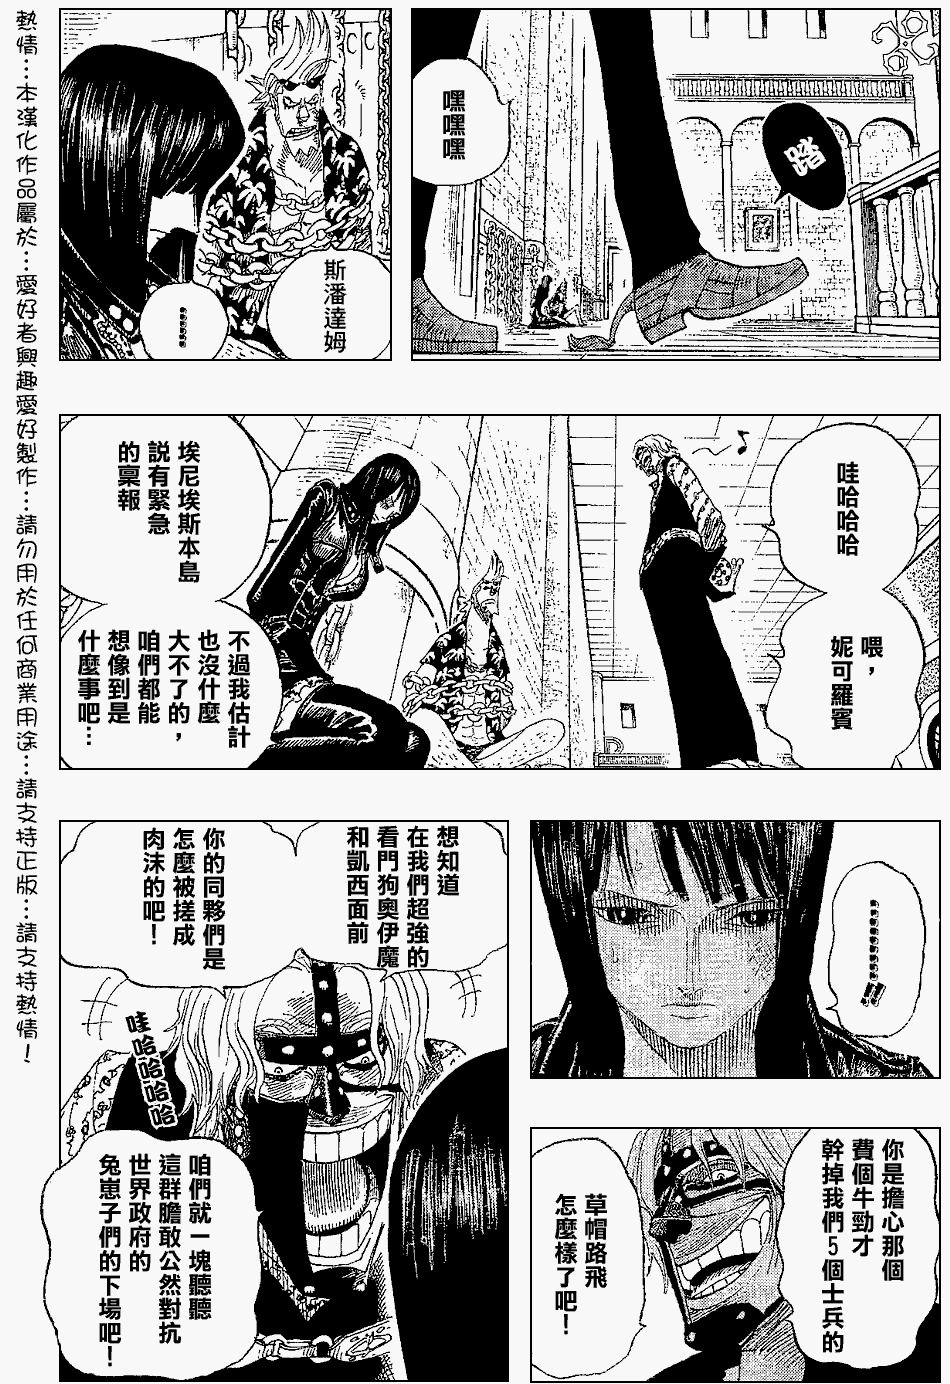 嘿嘿嘿
踏
斯潘達姆
………
哇哈哈哈
喂，
妮可羅賓
埃尼埃斯本島
說有緊急
的稟報
不過我估計
也沒什麼
大不了的，
咱們都能
想像到是
什麼事吧…
…………!!
你是擔心那個
費個牛勁才
幹掉我們5個士兵的
草帽路飛
怎麼樣了吧！
想知道
在我們超強的
看門狗奧伊魔
和凱西面前
你的同夥們是
怎麼被搓成
肉沫的吧！
哇哈哈哈哈
咱們就一塊聽聽
這群膽敢公然對抗
世界政府的
兔崽子們的下場吧！
熱情…本漢化作品屬於…愛好者興趣愛好製作…請勿用於任何商業用途…請支持正版…請支持熱情！